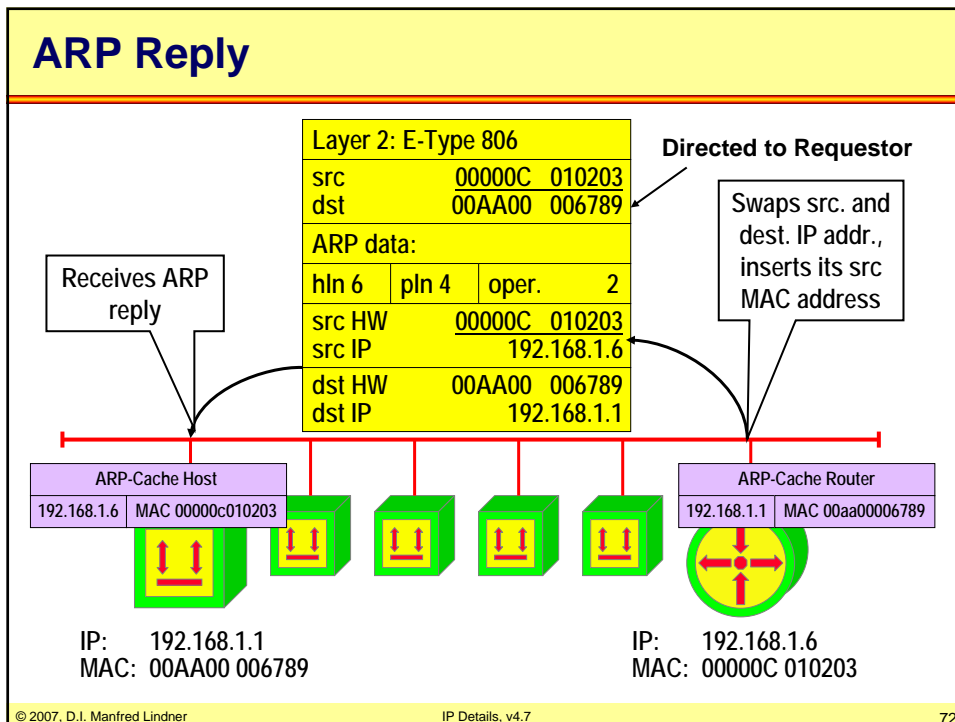 ARP Reply
Layer 2: E-Type 806
src 00000C 010203
dst 00AA00 006789
ARP data:
hln 6 pln 4 oper. 2
src HW 00000C 010203
src IP 192.168.1.6
dst HW 00AA00 006789
dst IP 192.168.1.1
Directed to Requestor
Swaps src. and
dest. IP addr.,
inserts its src
MAC address
Receives ARP
reply
ARP-Cache Host
192.168.1.6 MAC 00000c010203
ARP-Cache Router
192.168.1.1 MAC 00aa00006789
IP: 192.168.1.1
MAC: 00AA00 006789
IP: 192.168.1.6
MAC: 00000C 010203
© 2007, D.I. Manfred Lindner
IP Details, v4.7
72